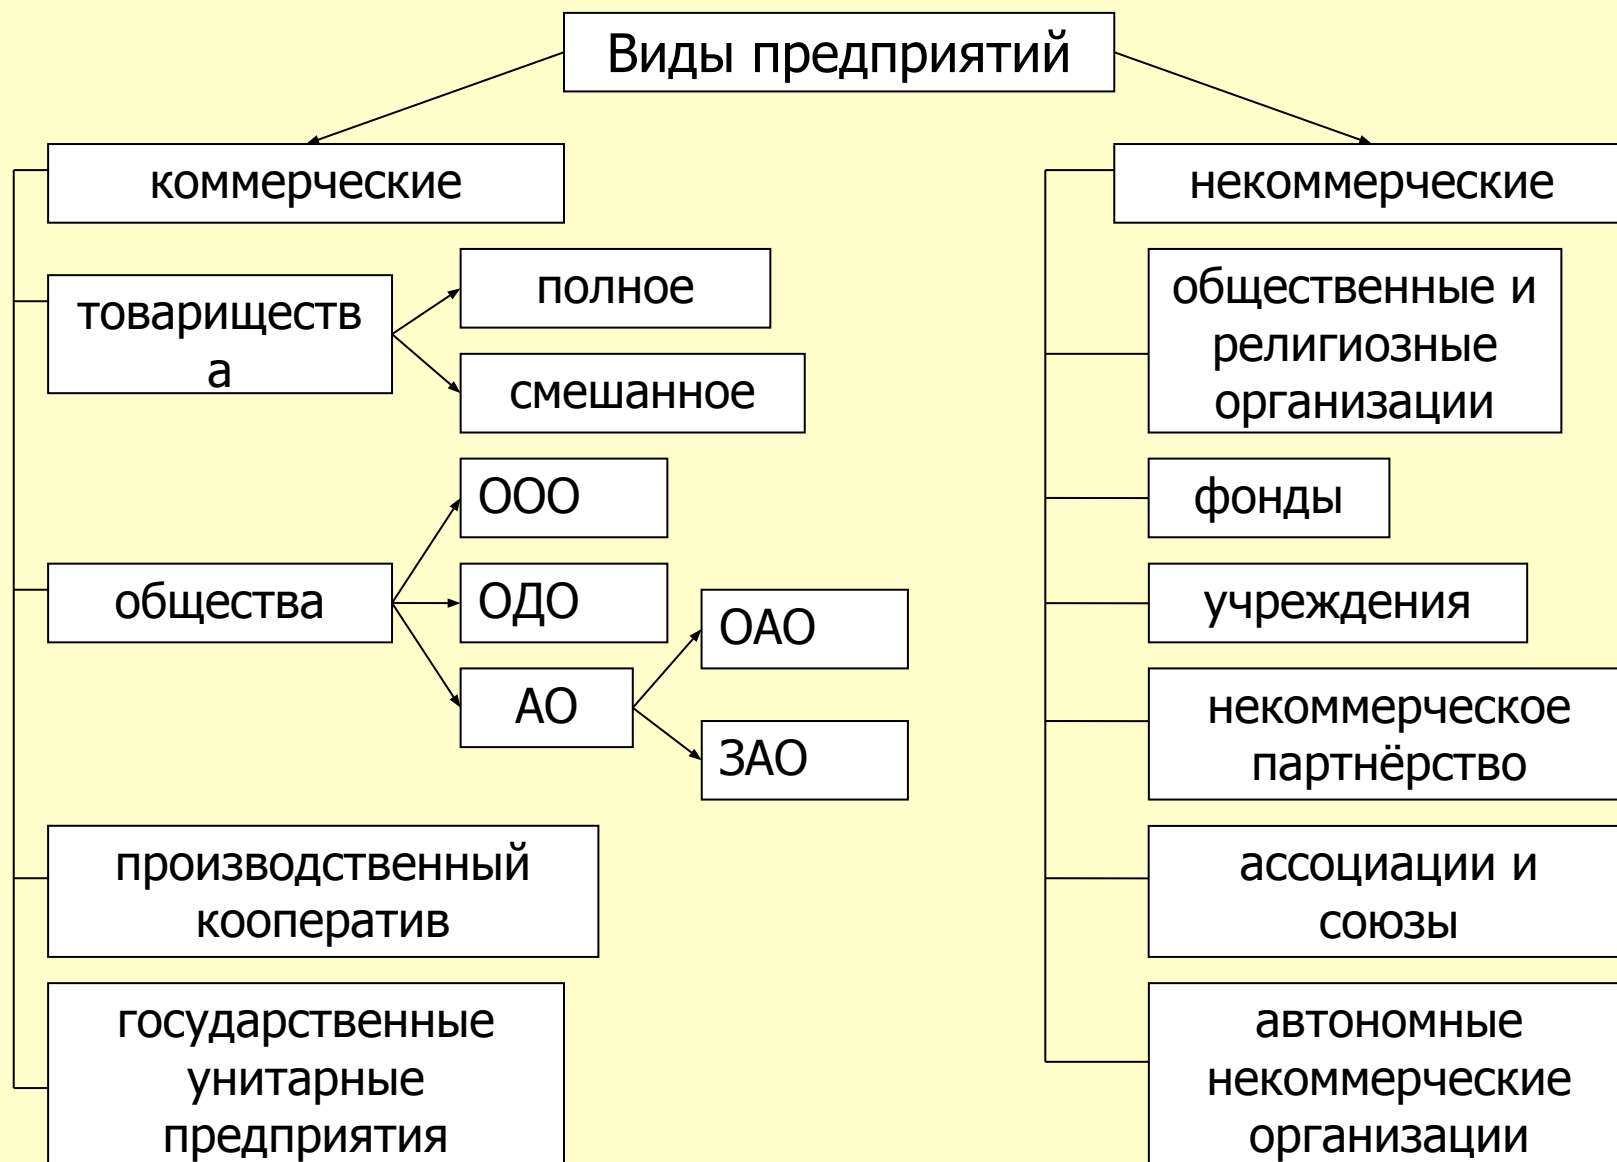 Виды предприятий
коммерческие
товариществ
а
полное
смешанное
общества
ООО
ОДО
АО
ОАО
ЗАО
производственный
кооператив
государственные
унитарные
предприятия
некоммерческие
общественные и
религиозные
организации
фонды
учреждения
некоммерческое
партнёрство
ассоциации и
союзы
автономные
некоммерческие
организации